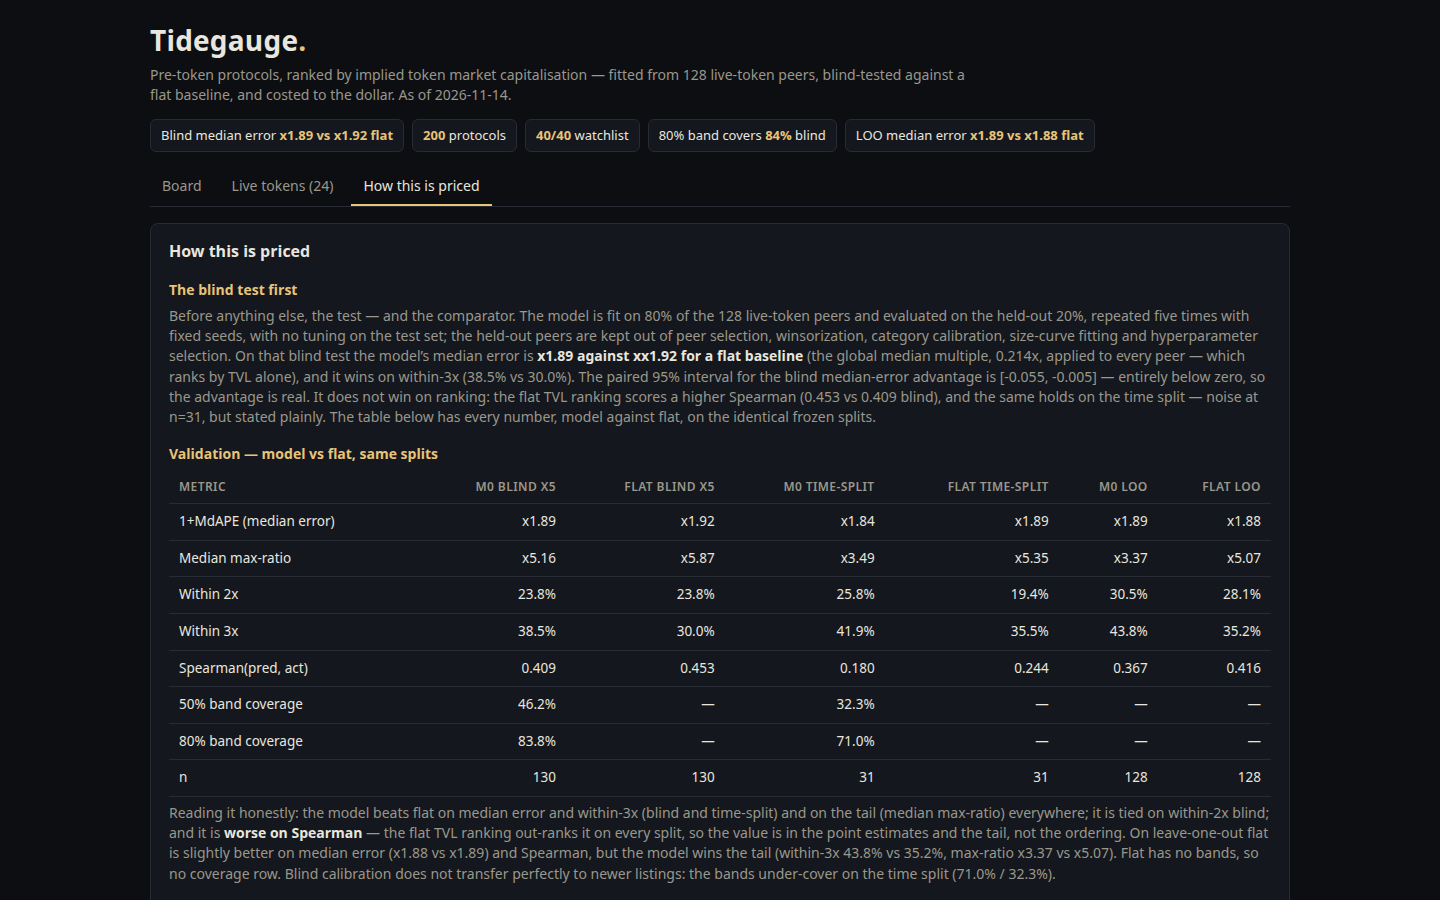 Tidegauge.
Pre-token protocols, ranked by implied token market capitalisation — fitted from 128 live-token peers, blind-tested against a
flat baseline, and costed to the dollar. As of 2026-11-14.
Blind median error x1.89 vs x1.92 flat
200 protocols
40/40 watchlist
80% band covers 84% blind
LOO median error x1.89 vs x1.88 flat
Board
Live tokens (24)
How this is priced
How this is priced
The blind test first
Before anything else, the test — and the comparator. The model is fit on 80% of the 128 live-token peers and evaluated on the held-out 20%, repeated five times with
fixed seeds, with no tuning on the test set; the held-out peers are kept out of peer selection, winsorization, category calibration, size-curve fitting and hyperparameter
selection. On that blind test the model's median error is x1.89 against xx1.92 for a flat baseline (the global median multiple, 0.214x, applied to every peer — which
ranks by TVL alone), and it wins on within-3x (38.5% vs 30.0%). The paired 95% interval for the blind median-error advantage is [-0.055, -0.005] — entirely below zero, so
the advantage is real. It does not win on ranking: the flat TVL ranking scores a higher Spearman (0.453 vs 0.409 blind), and the same holds on the time split — noise at
n=31, but stated plainly. The table below has every number, model against flat, on the identical frozen splits.
Validation — model vs flat, same splits
METRIC M0 BLIND X5 FLAT BLIND X5 M0 TIME-SPLIT FLAT TIME-SPLIT M0 LOO FLAT LOO
1+MdAPE (median error) x1.89 x1.92 x1.84 x1.89 x1.89 x1.88
Median max-ratio x5.16 x5.87 x3.49 x5.35 x3.37 x5.07
Within 2x 23.8% 23.8% 25.8% 19.4% 30.5% 28.1%
Within 3x 38.5% 30.0% 41.9% 35.5% 43.8% 35.2%
Spearman(pred, act) 0.409 0.453 0.180 0.244 0.367 0.416
50% band coverage 46.2% — 32.3% — — —
80% band coverage 83.8% — 71.0% — — —
n 130 130 31 31 128 128
Reading it honestly: the model beats flat on median error and within-3x (blind and time-split) and on the tail (median max-ratio) everywhere; it is tied on within-2x blind;
and it is worse on Spearman — the flat TVL ranking out-ranks it on every split, so the value is in the point estimates and the tail, not the ordering. On leave-one-out flat
is slightly better on median error (x1.88 vs x1.89) and Spearman, but the model wins the tail (within-3x 43.8% vs 35.2%, max-ratio x3.37 vs x5.07). Flat has no bands, so
no coverage row. Blind calibration does not transfer perfectly to newer listings: the bands under-cover on the time split (71.0% / 32.3%).